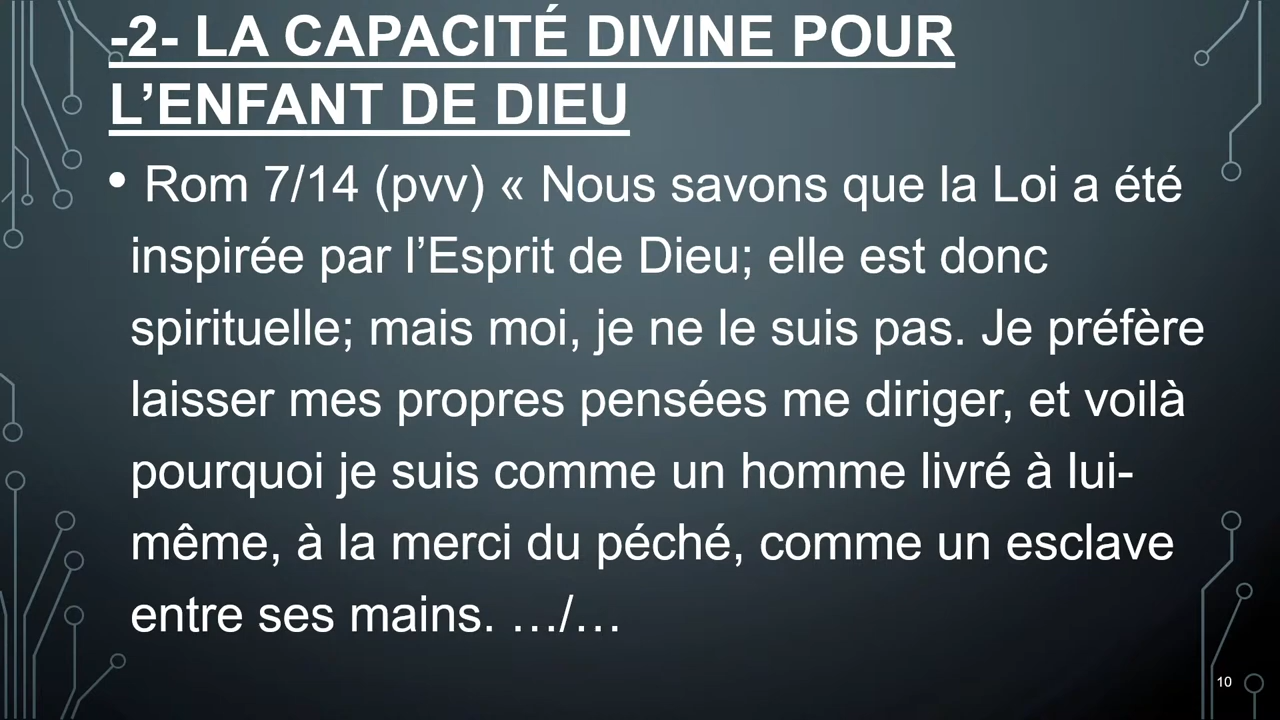 -2- LA CAPACITÉ DIVINE POUR
L’ENFANT DE DIEU
• Rom 7/14 (pvv) « Nous savons que la Loi a été
inspirée par l’Esprit de Dieu; elle est donc
spirituelle; mais moi, je ne le suis pas. Je préfère
laisser mes propres pensées me diriger, et voilà
pourquoi je suis comme un homme livré à lui-
même, à la merci du péché, comme un esclave
entre ses mains. …/…
10